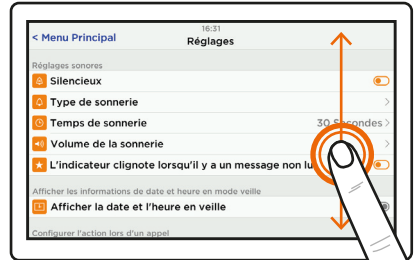 16:31
< Menu Principal
Réglages
Réglages sonores
Silencieux
Type de sonnerie
Temps de sonnerie 30 Secondes >
Volume de la sonnerie
L'indicateur clignote lorsqu'il y a un message non lu
Afficher les informations de date et heure en mode veille
Afficher la date et l'heure en veille
Configurer l'action lors d'un appel